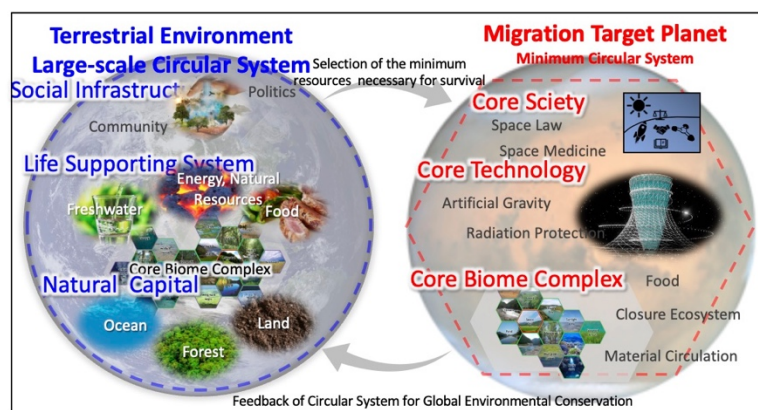 Terrestrial Environment
Large-scale Circular System
Social Infrastruct
Politics
Community
Life Supporting System
Energy, Natural
Resources
Freshwater
Food
Core Biome Complex
Natural Capital
Ocean
Land
Forest
Selection of the minimum
resources necessary for survival
Migration Target Planet
Minimum Circular System
Core Sciety
Space Law
Space Medicine
Core Technology
Artificial Gravity
Radiation Protection
Core Biome Complex
Food
Closure Ecosystem
Material Circulation
Feedback of Circular System for Global Environmental Conservation